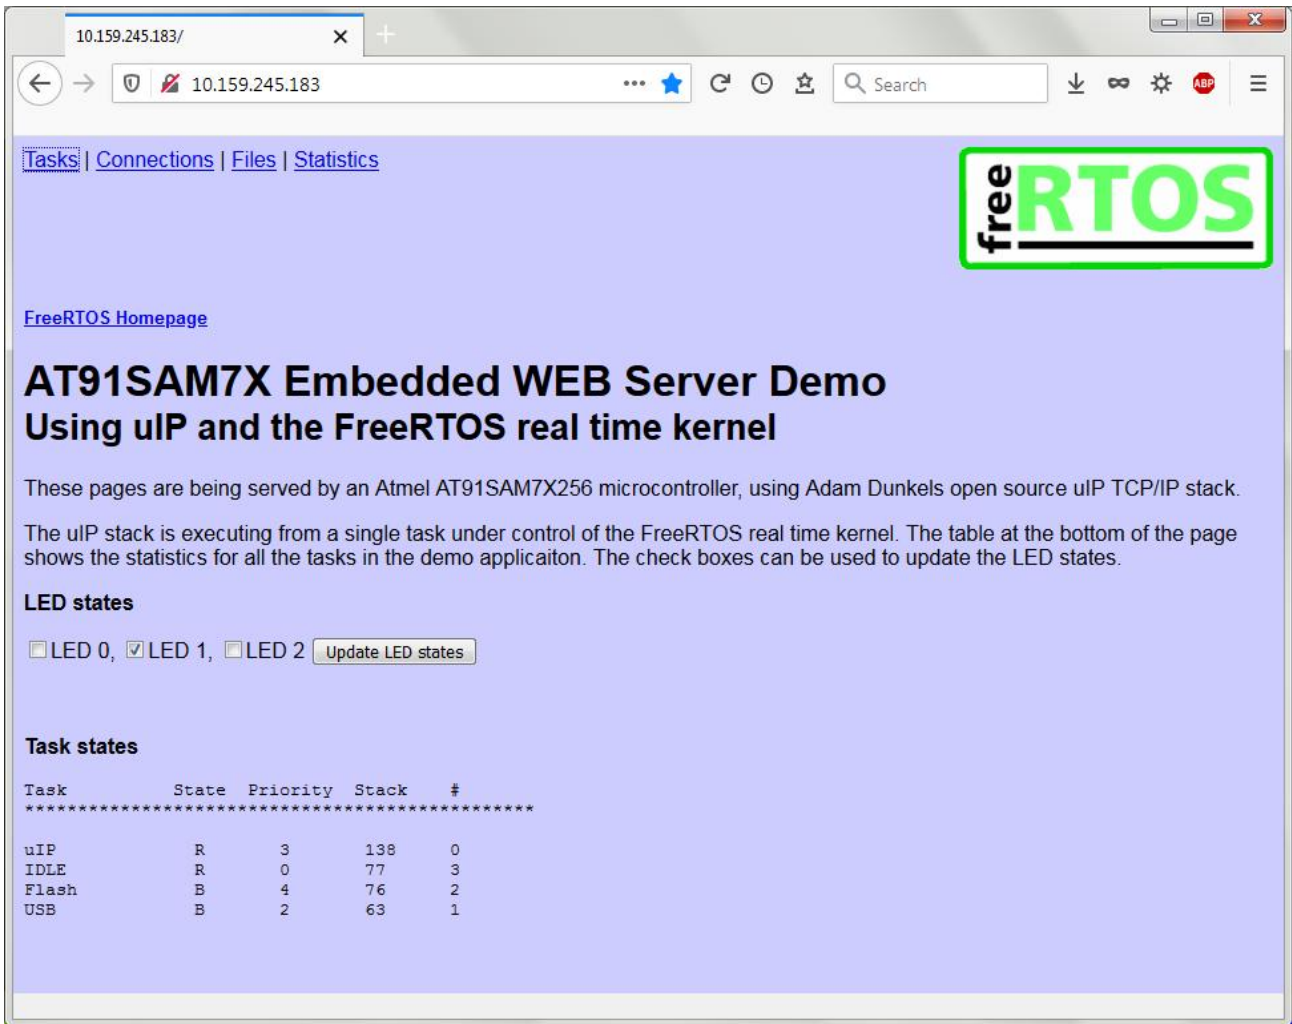 10.159.245.183/
10.159.245.183
Search
ABP
Tasks | Connections | Files | Statistics
free RTOS
FreeRTOS Homepage
AT91SAM7X Embedded WEB Server Demo
Using uIP and the FreeRTOS real time kernel
These pages are being served by an Atmel AT91SAM7X256 microcontroller, using Adam Dunkels open source uIP TCP/IP stack.
The uIP stack is executing from a single task under control of the FreeRTOS real time kernel. The table at the bottom of the page
shows the statistics for all the tasks in the demo applicaiton. The check boxes can be used to update the LED states.
LED states
LED 0, LED 1, LED 2 Update LED states
Task states
Task State Priority Stack #
************************************************
uIP R 3 138 0
IDLE R 0 77 3
Flash B 4 76 2
USB B 2 63 1